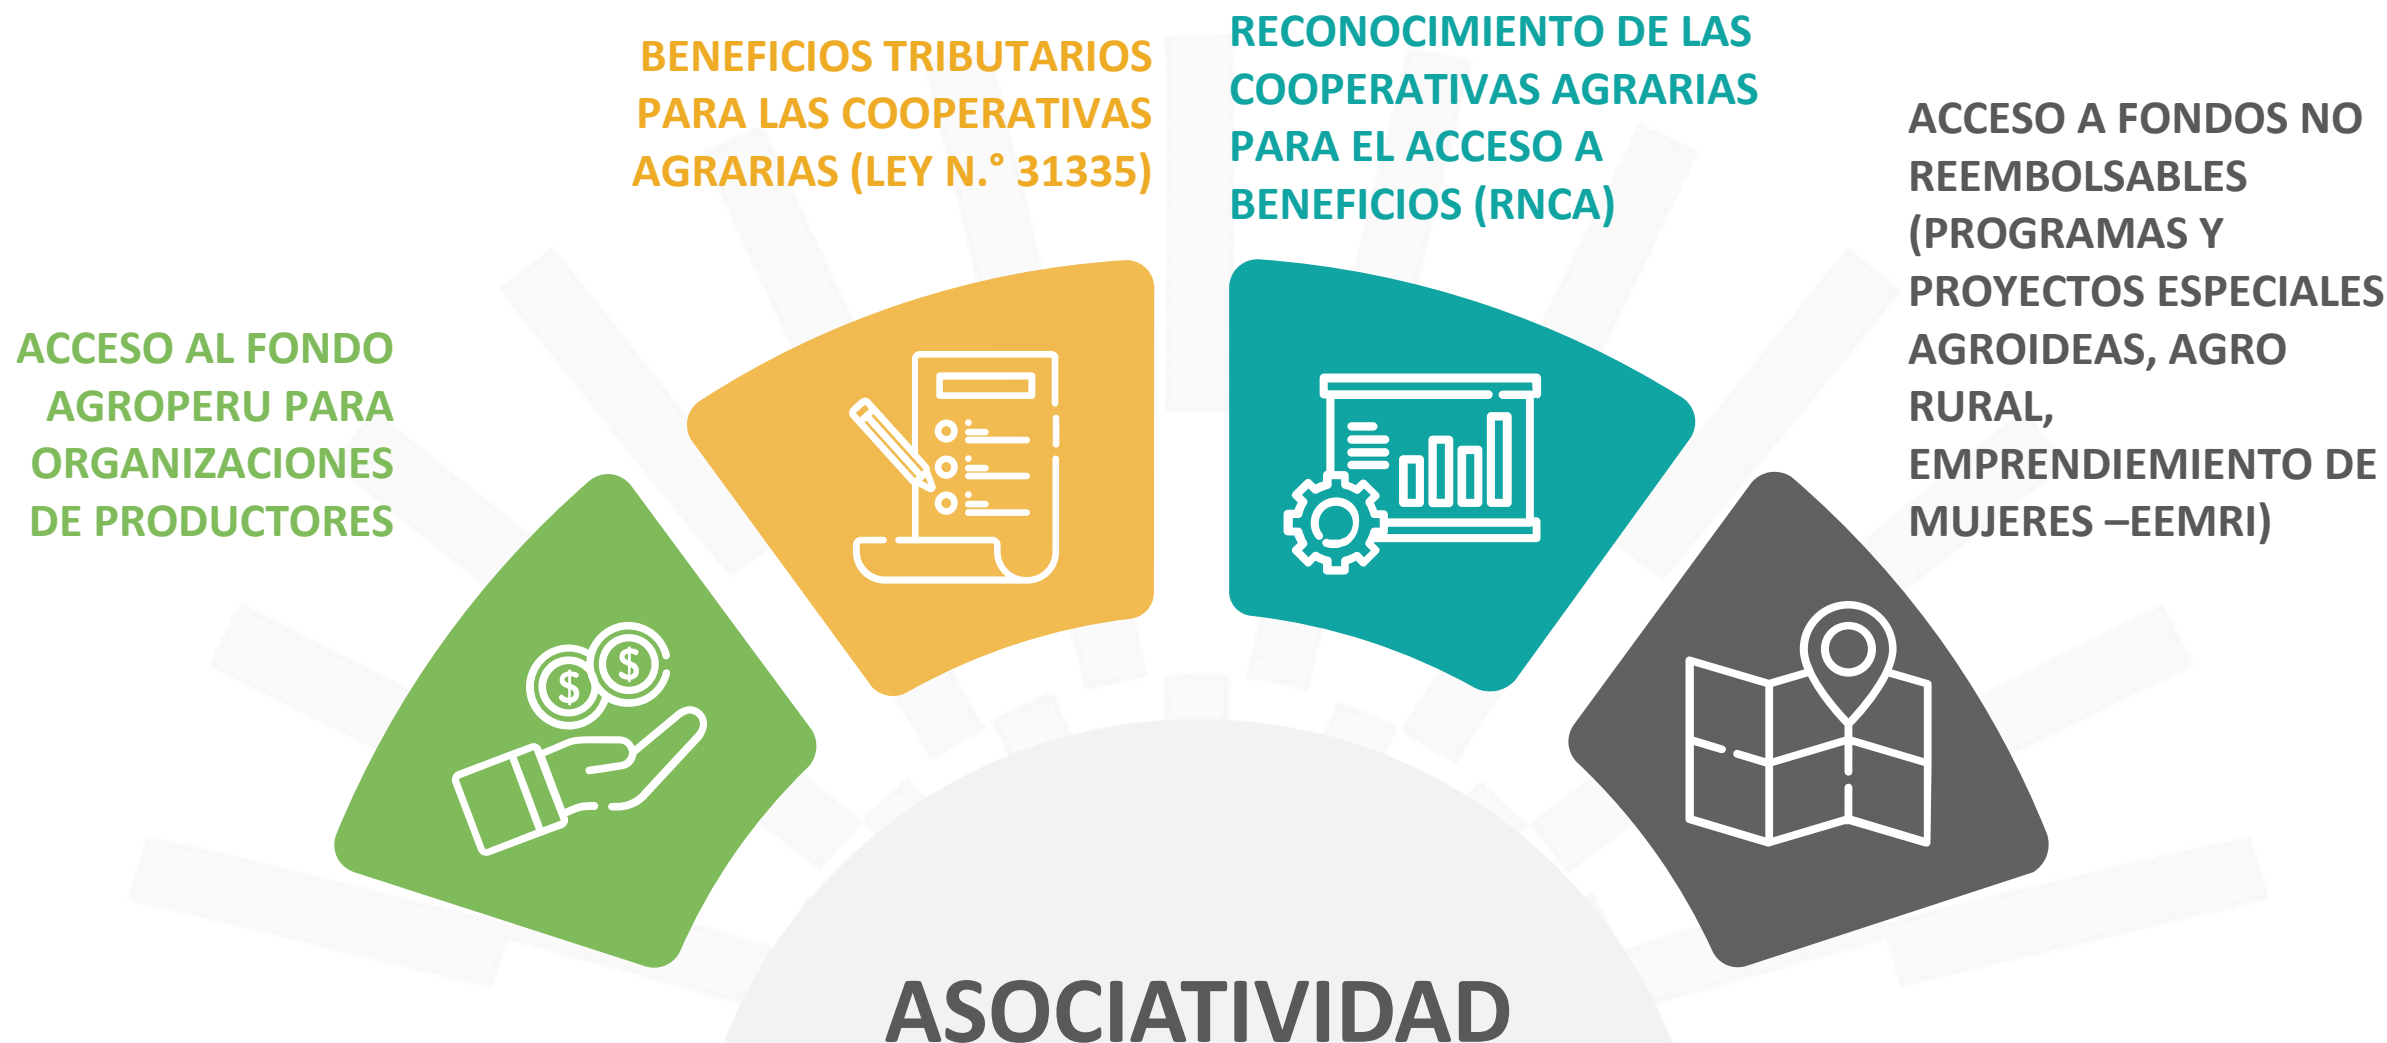 ACCESO AL FONDO
AGROPERU PARA
ORGANIZACIONES
DE PRODUCTORES
BENEFICIOS TRIBUTARIOS
PARA LAS COOPERATIVAS
AGRARIAS (LEY N.° 31335)
RECONOCIMIENTO DE LAS
COOPERATIVAS AGRARIAS
PARA EL ACCESO A
BENEFICIOS (RNCA)
ACCESO A FONDOS NO
REEMBOLSABLES
(PROGRAMAS Y
PROYECTOS ESPECIALES
AGROIDEAS, AGRO
RURAL,
EMPRENDIEMIENTO DE
MUJERES –EEMRI)
$
$
ASOCIATIVIDAD